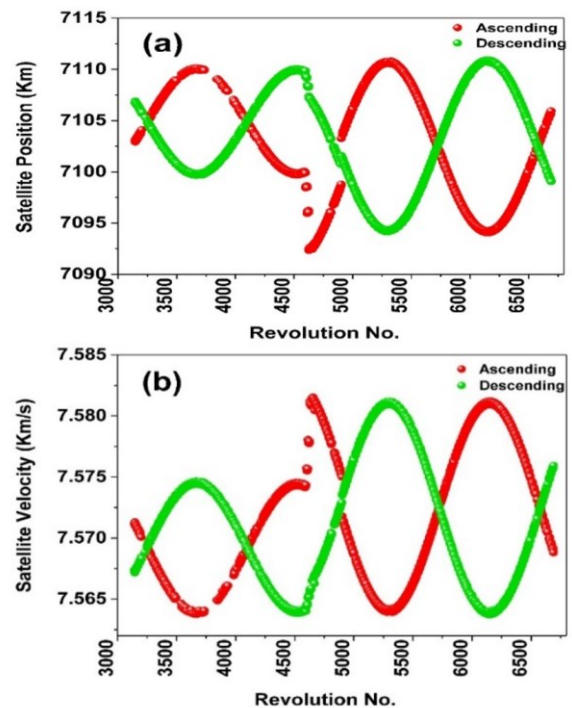 (a)
Ascending
Descending
Satellite Position (Km)
7115
7110
7105
7100
7095
7090
3000
3500
4000
4500
5000
5500
6000
6500
Revolution No.
(b)
Ascending
Descending
Satellite Velocity (Km/s)
7.585
7.580
7.575
7.570
7.565
3000
3500
4000
4500
5000
5500
6000
6500
Revolution No.